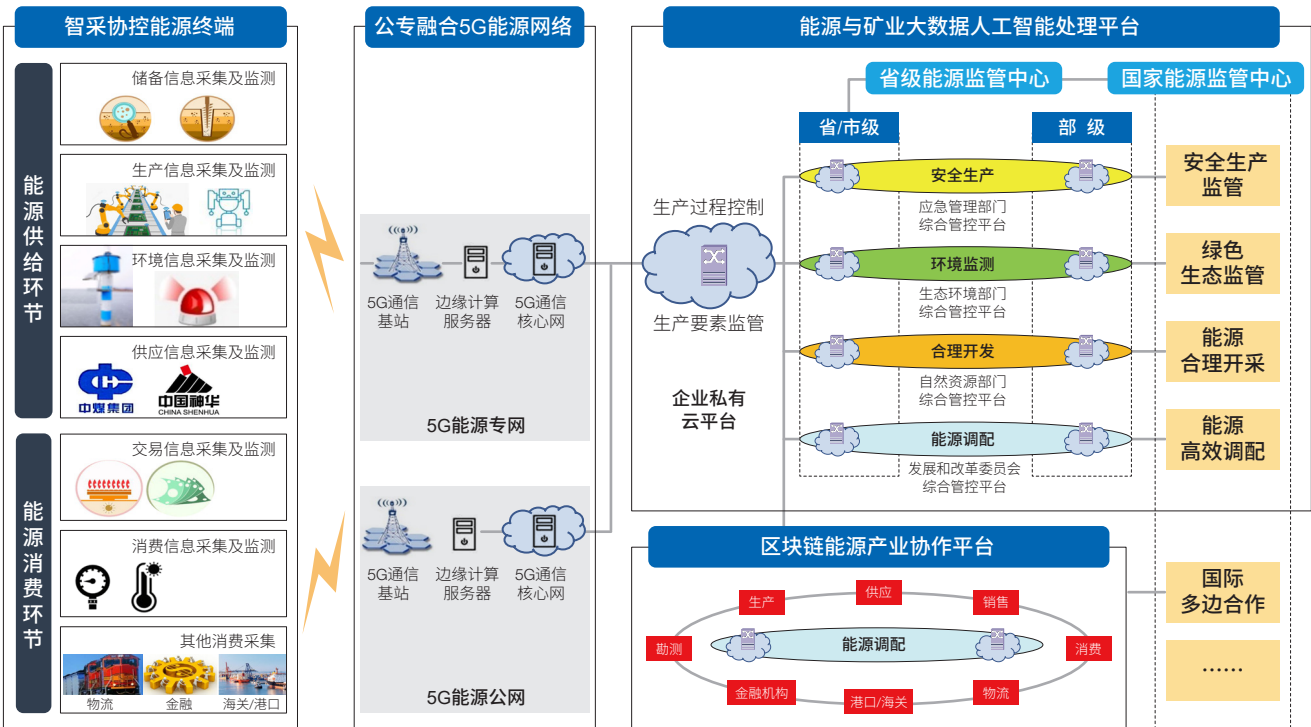 智采协控能源终端
能源供给环节
储备信息采集及监测
生产信息采集及监测
环境信息采集及监测
供应信息采集及监测
中煤集团
中国神华
CHINA SHENHUA
能源消费环节
交易信息采集及监测
消费信息采集及监测
其他消费采集
物流
金融
海关/港口
公专融合5G能源网络
5G通信
基站
边缘计算
服务器
5G通信
核心网
5G能源专网
5G通信
基站
边缘计算
服务器
5G通信
核心网
5G能源公网
能源与矿业大数据人工智能处理平台
省级能源监管中心
国家能源监管中心
省/市级
部 级
生产过程控制
生产要素监管
企业私有
云平台
安全生产
应急管理部门
综合管控平台
环境监测
生态环境部门
综合管控平台
合理开发
自然资源部门
综合管控平台
能源调配
发展和改革委员会
综合管控平台
安全生产
监管
绿色
生态监管
能源
合理开采
能源
高效调配
国际
多边合作
......
区块链能源产业协作平台
生产
供应
销售
勘测
能源调配
消费
金融机构
港口/海关
物流